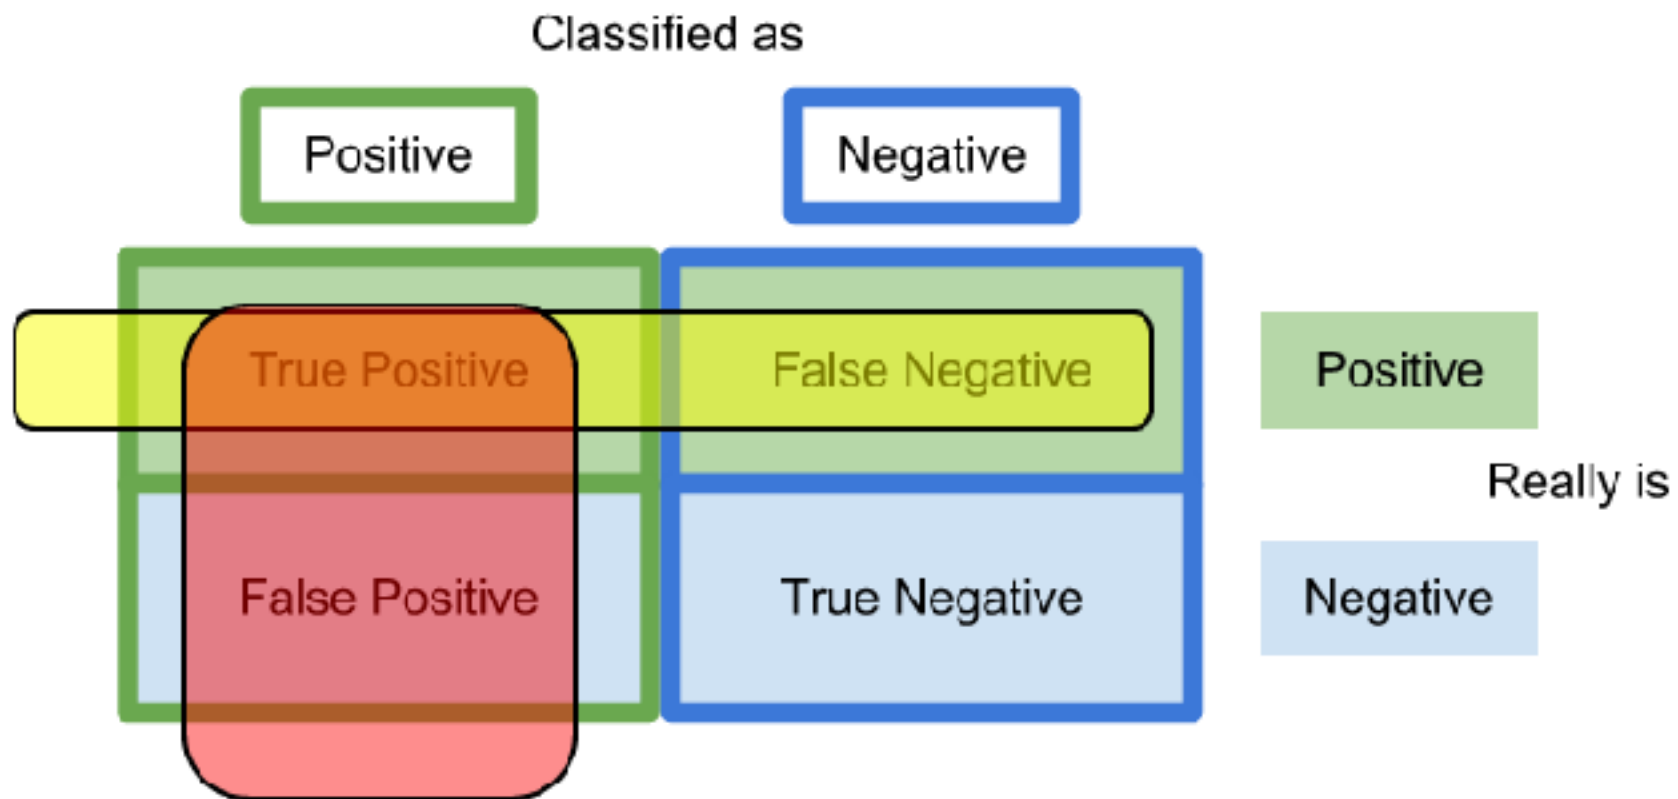 Classified as
Positive
Negative
True Positive
False Negative
Positive
Really is
False Positive
True Negative
Negative